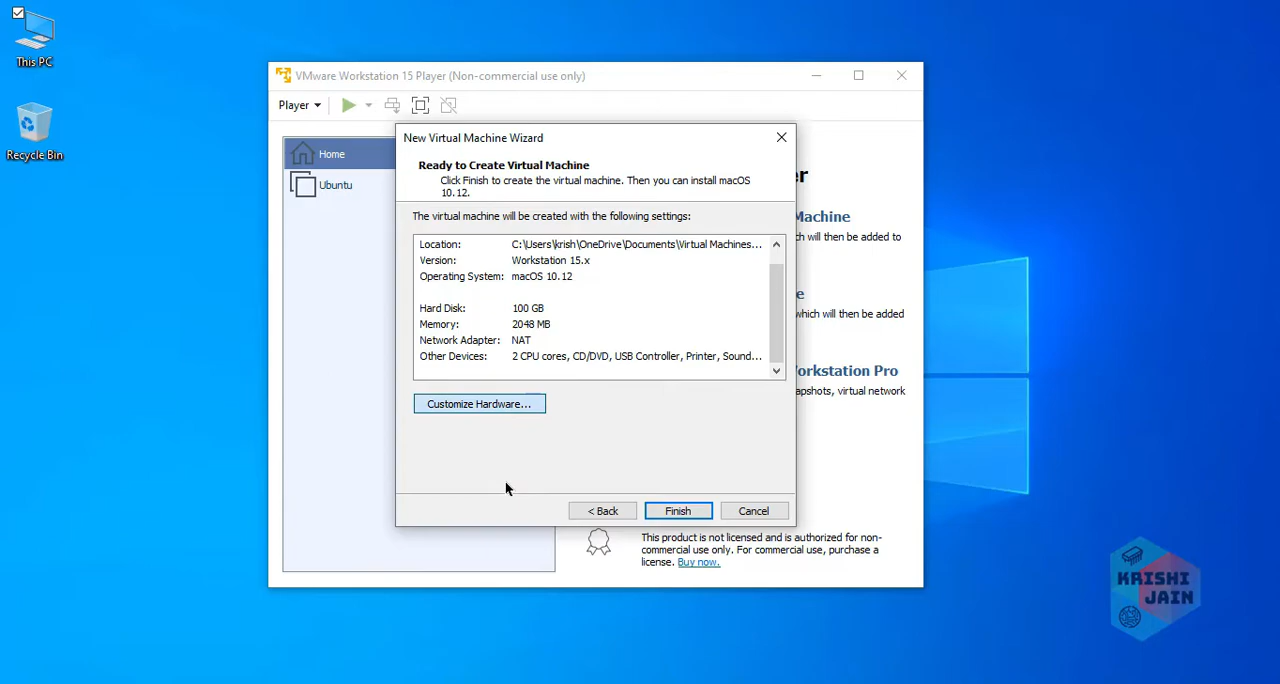 This PC
Recycle Bin
VMware Workstation 15 Player (Non-commercial use only)
Player
Home
Ubuntu
New Virtual Machine Wizard
Ready to Create Virtual Machine
Click Finish to create the virtual machine. Then you can install macOS
10.12.
The virtual machine will be created with the following settings:
Location: C:\Users\krish\OneDrive\Documents\Virtual Machines...
Version: Workstation 15.x
Operating System: macOS 10.12
Hard Disk: 100 GB
Memory: 2048 MB
Network Adapter: NAT
Other Devices: 2 CPU cores, CD/DVD, USB Controller, Printer, Sound...
Customize Hardware...
< Back
Finish
Cancel
er
Machine
ch will then be added to
e
which will then be added
orkstation Pro
apshots, virtual network
This product is not licensed and is authorized for non-
commercial use only. For commercial use, purchase a
license. Buy now.
KRISHI
JAIN